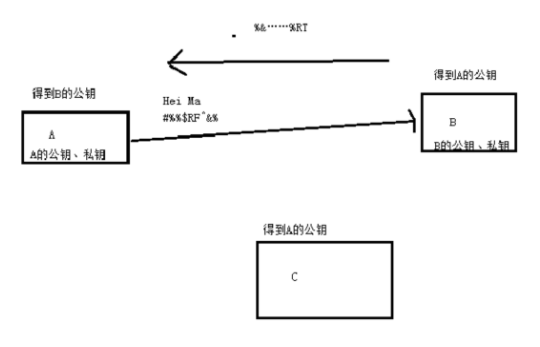 %&……%RT
得到B的公钥
得到A的公钥
Hei Ma
#%%$RF^&%
A
A的公钥、私钥
B
B的公钥、私钥
得到A的公钥
C